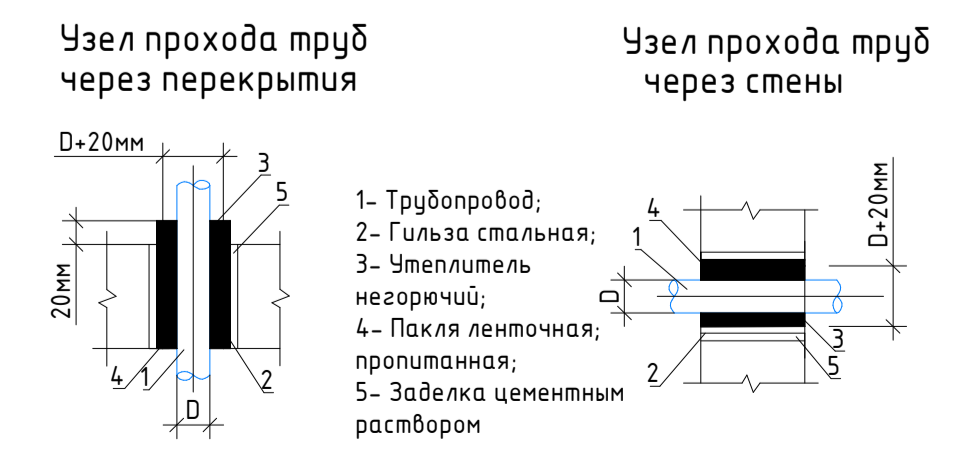 Узел прохода труб
через перекрытия
Узел прохода труб
через стены
D+20мм
3
5
20мм
4
1
2
D
1- Трубопровод;
2- Гильза стальная;
3- Утеплитель
негорючий;
4- Пакля ленточная;
пропитанная;
5- Заделка цементным
раствором
4
1
D
2
3
5
D+20мм